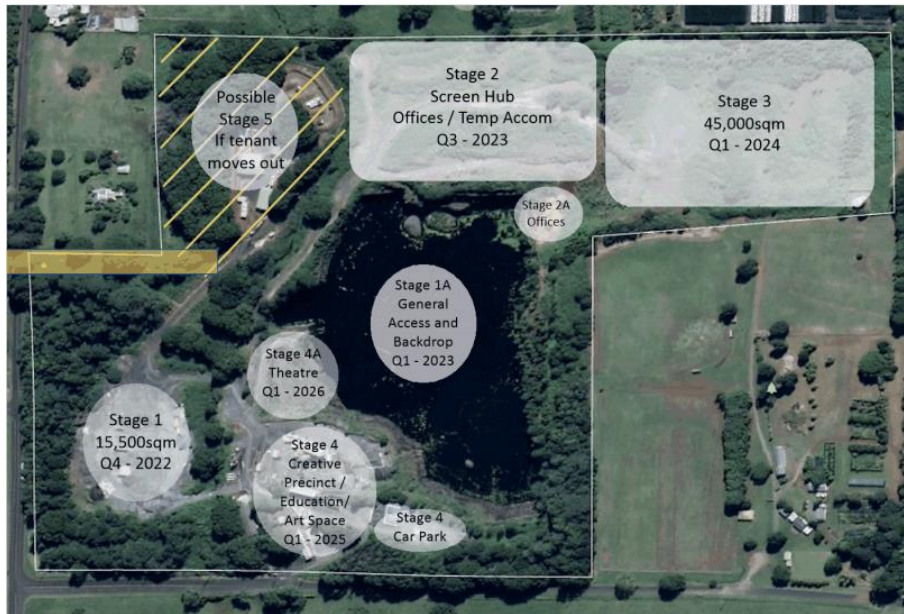 Possible
Stage 5
If tenant
moves out
Stage 2
Screen Hub
Offices / Temp Accom
Q3 - 2023
Stage 3
45,000sqm
Q1 - 2024
Stage 2A
Offices
Stage 1A
General
Access and
Backdrop
Q1 - 2023
Stage 4A
Theatre
Q1 - 2026
Stage 1
15,500sqm
Q4 - 2022
Stage 4
Creative
Precinct /
Education/
Art Space
Q1 - 2025
Stage 4
Car Park